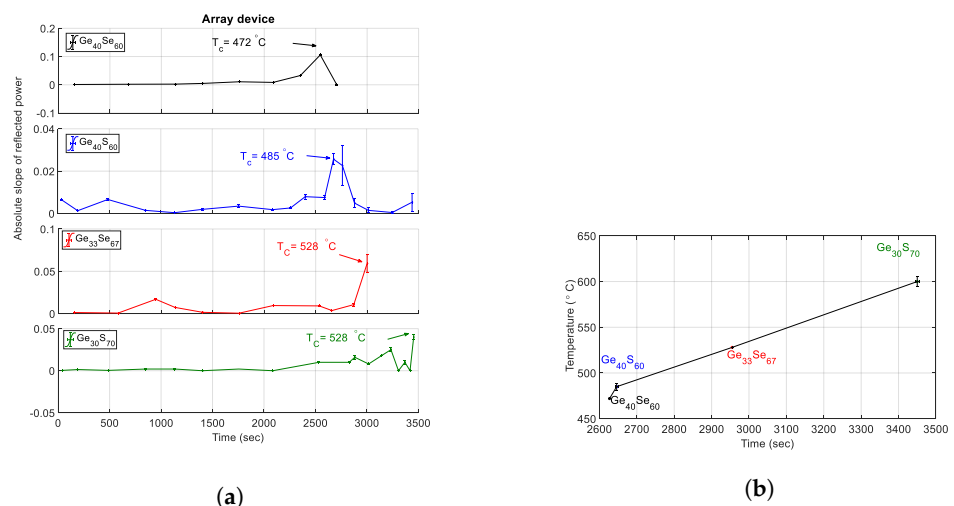 Array device
Absolute slope of reflected power
0.2
0.1
0
-0.1
Ge40Se60
Tc= 472 °C
0.04
0.02
0
Ge40S60
Tc= 485 °C
0.1
0.05
0
Ge33Se67
TC= 528 °C
0.05
0
-0.05
Ge30S70
TC= 528 °C
0 500 1000 1500 2000 2500 3000 3500
Time (sec)
(a)
Temperature (° C)
650
600
550
500
450
Ge30S70
Ge33Se67
Ge40S60
Ge40Se60
2600 2700 2800 2900 3000 3100 3200 3300 3400 3500
Time (sec)
(b)